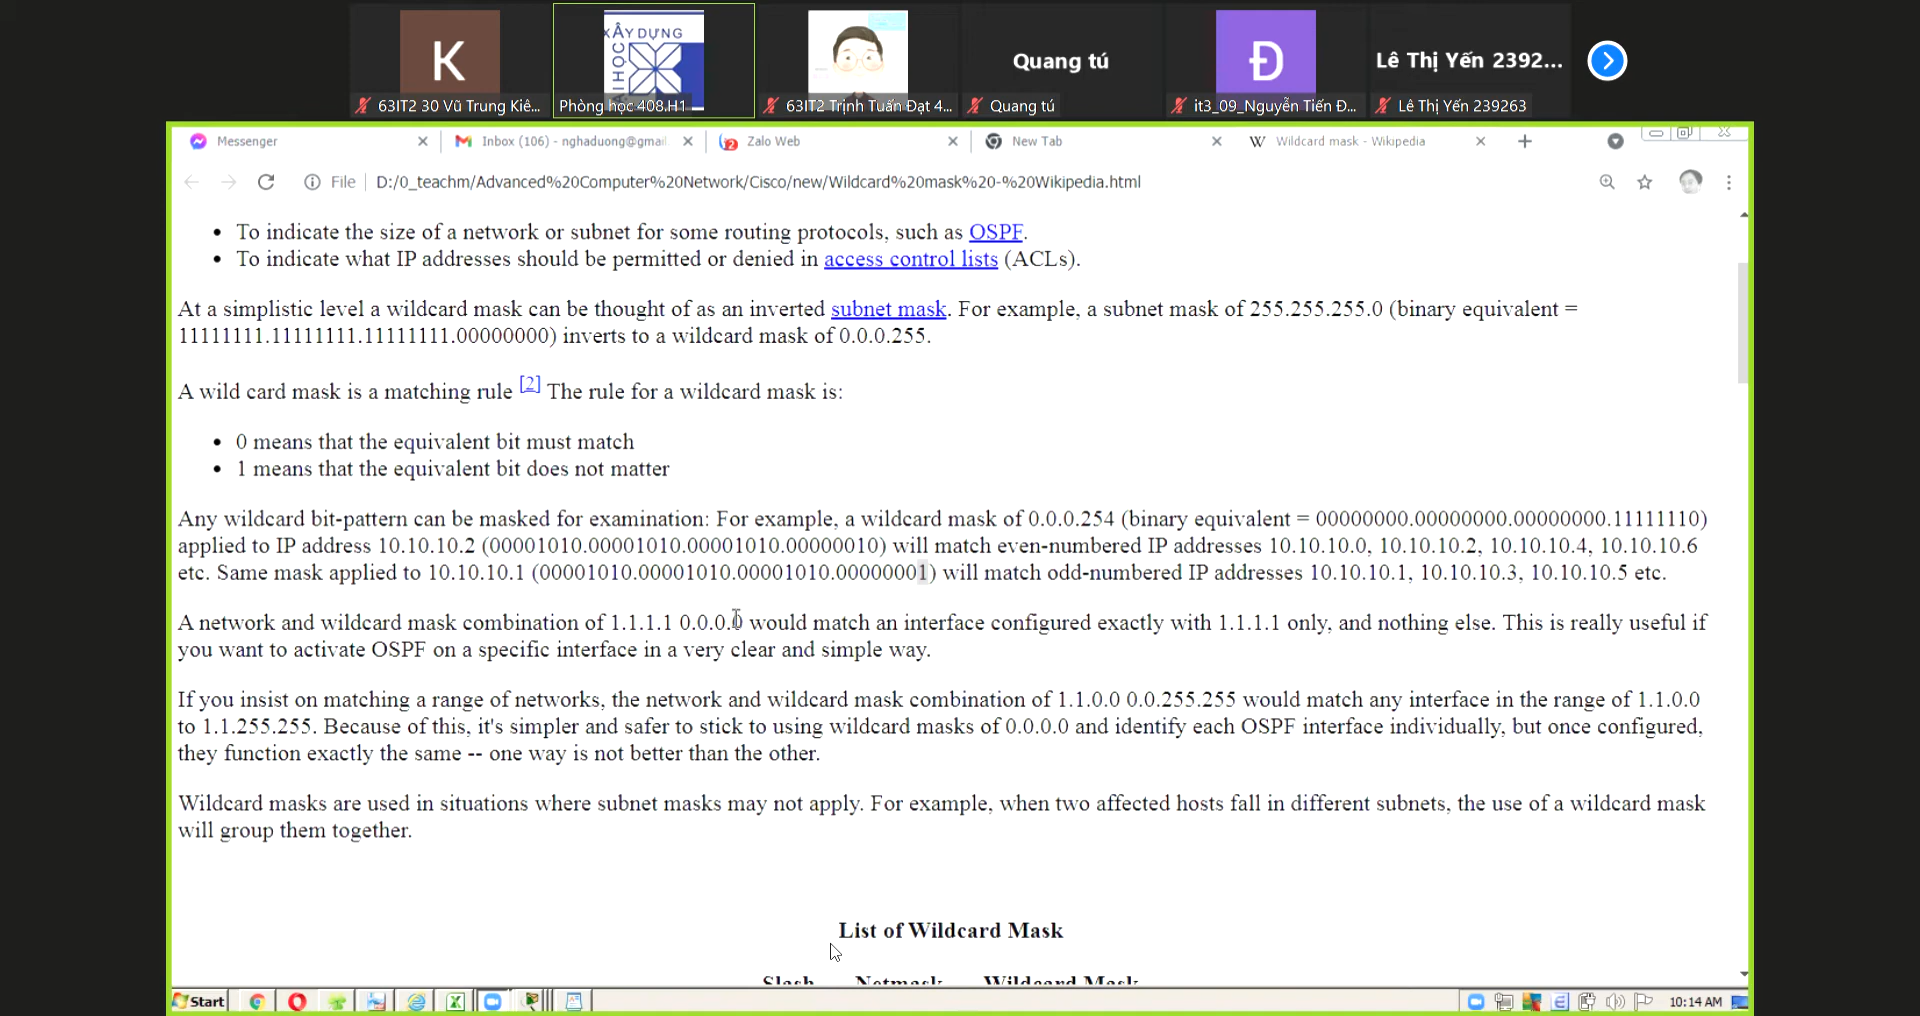 K
XÂY DỰNG
I HỌC
Quang tú
Đ
Lê Thị Yến 2392...
63IT2 30 Vũ Trung Kiê...
Phòng học 408.H1
63IT2 Trịnh Tuấn Đạt 4...
Quang tú
it3_09_Nguyễn Tiến Đ...
Lê Thị Yến 239263
Messenger
Inbox (106) - nghaduong@gmai
2
Zalo Web
New Tab
W Wildcard mask - Wikipedia
File D:/0_teachm/Advanced%20Computer%20Network/Cisco/new/Wildcard%20mask%20-%20Wikipedia.html
• To indicate the size of a network or subnet for some routing protocols, such as OSPF.
• To indicate what IP addresses should be permitted or denied in access control lists (ACLs).
At a simplistic level a wildcard mask can be thought of as an inverted subnet mask. For example, a subnet mask of 255.255.255.0 (binary equivalent =
11111111.11111111.11111111.00000000) inverts to a wildcard mask of 0.0.0.255.
A wild card mask is a matching rule [2] The rule for a wildcard mask is:
• 0 means that the equivalent bit must match
• 1 means that the equivalent bit does not matter
Any wildcard bit-pattern can be masked for examination: For example, a wildcard mask of 0.0.0.254 (binary equivalent = 00000000.00000000.00000000.11111110)
applied to IP address 10.10.10.2 (00001010.00001010.00001010.00000010) will match even-numbered IP addresses 10.10.10.0, 10.10.10.2, 10.10.10.4, 10.10.10.6
etc. Same mask applied to 10.10.10.1 (00001010.00001010.00001010.00000001) will match odd-numbered IP addresses 10.10.10.1, 10.10.10.3, 10.10.10.5 etc.
A network and wildcard mask combination of 1.1.1.1 0.0.0.0 would match an interface configured exactly with 1.1.1.1 only, and nothing else. This is really useful if
you want to activate OSPF on a specific interface in a very clear and simple way.
If you insist on matching a range of networks, the network and wildcard mask combination of 1.1.0.0 0.0.255.255 would match any interface in the range of 1.1.0.0
to 1.1.255.255. Because of this, it's simpler and safer to stick to using wildcard masks of 0.0.0.0 and identify each OSPF interface individually, but once configured,
they function exactly the same -- one way is not better than the other.
Wildcard masks are used in situations where subnet masks may not apply. For example, when two affected hosts fall in different subnets, the use of a wildcard mask
will group them together.
List of Wildcard Mask
Slash Netmask Wildcard Mask
Start
10:14 AM